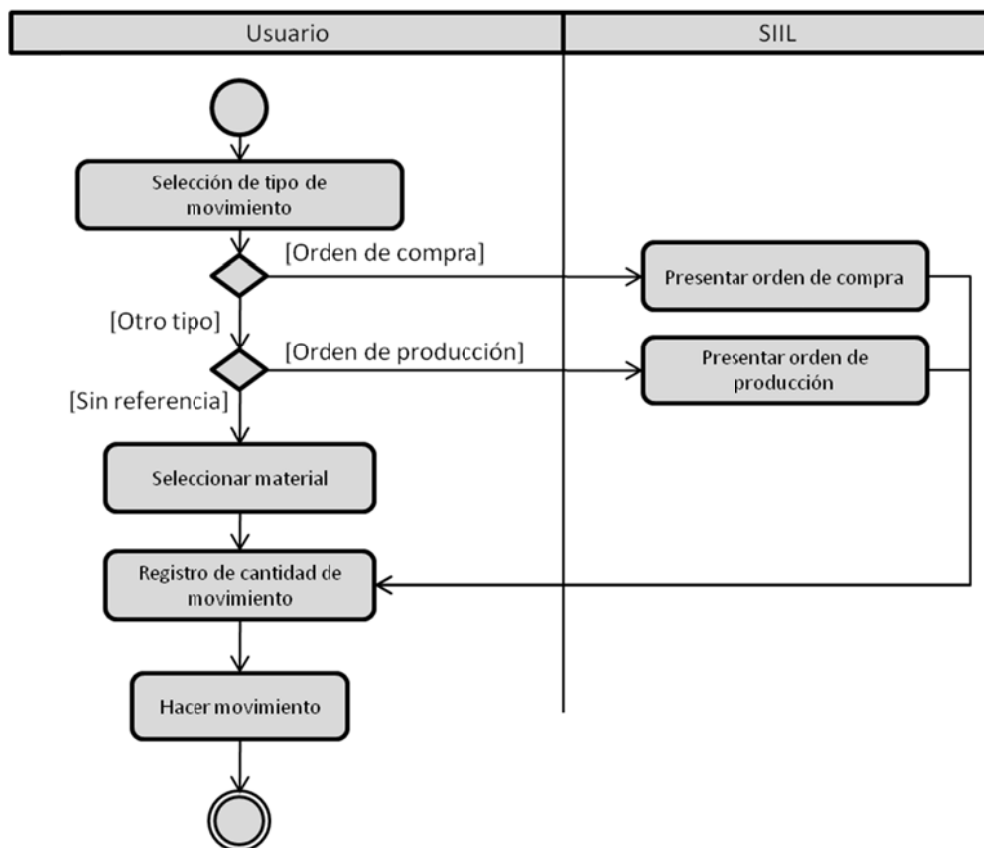 Usuario
SIIL
Selección de tipo de
movimiento
[Orden de compra]
Presentar orden de compra
[Otro tipo]
[Orden de producción]
Presentar orden de
producción
[Sin referencia]
Seleccionar material
Registro de cantidad de
movimiento
Hacer movimiento